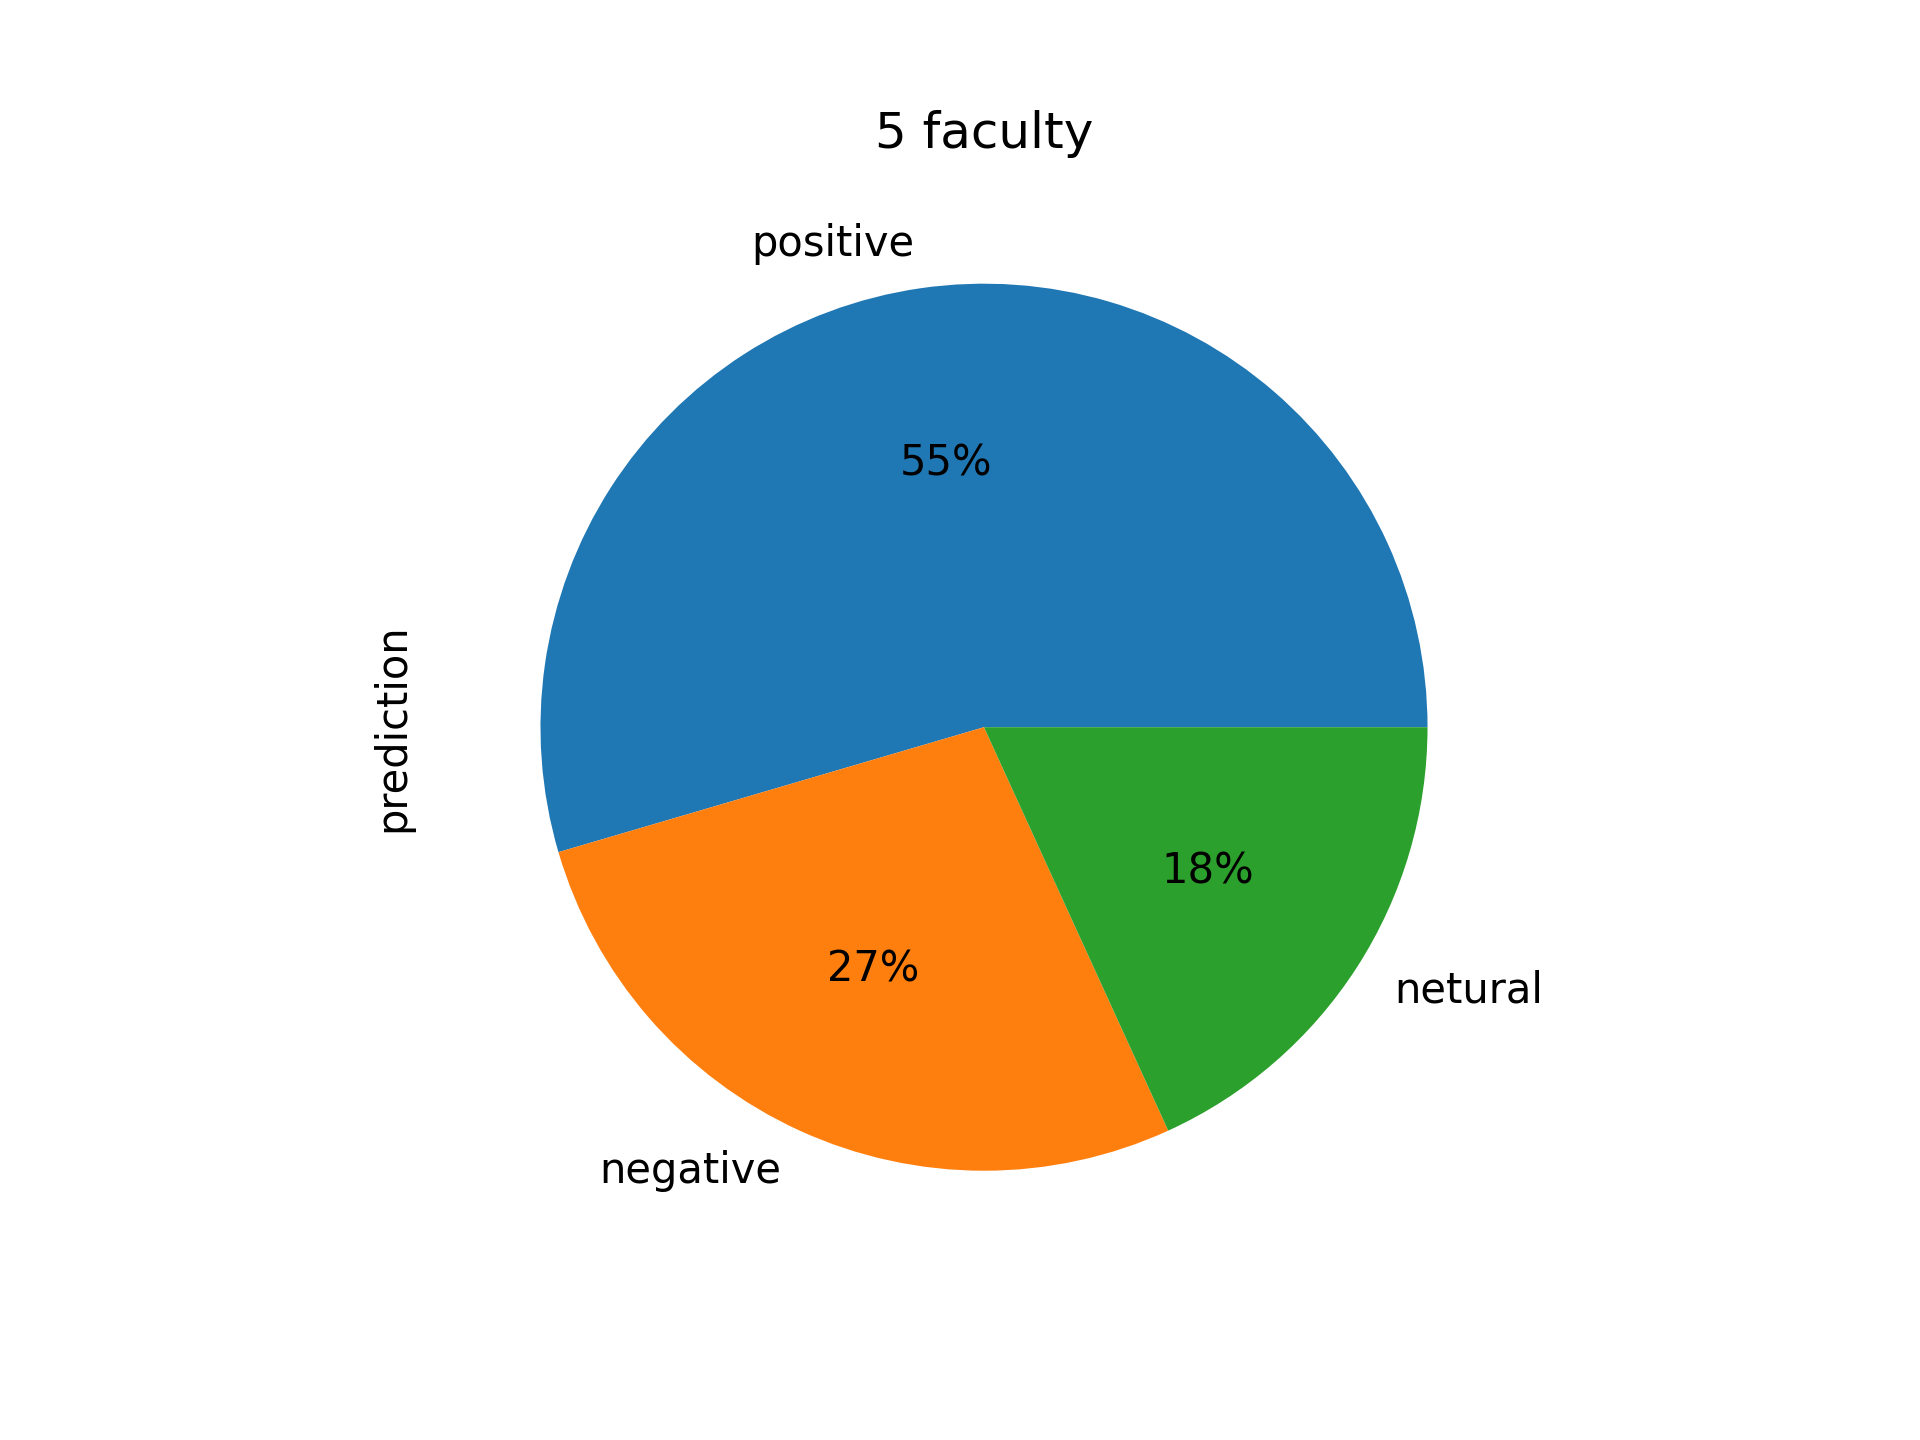 5 faculty
positive
55%
prediction
18%
27%
netural
negative